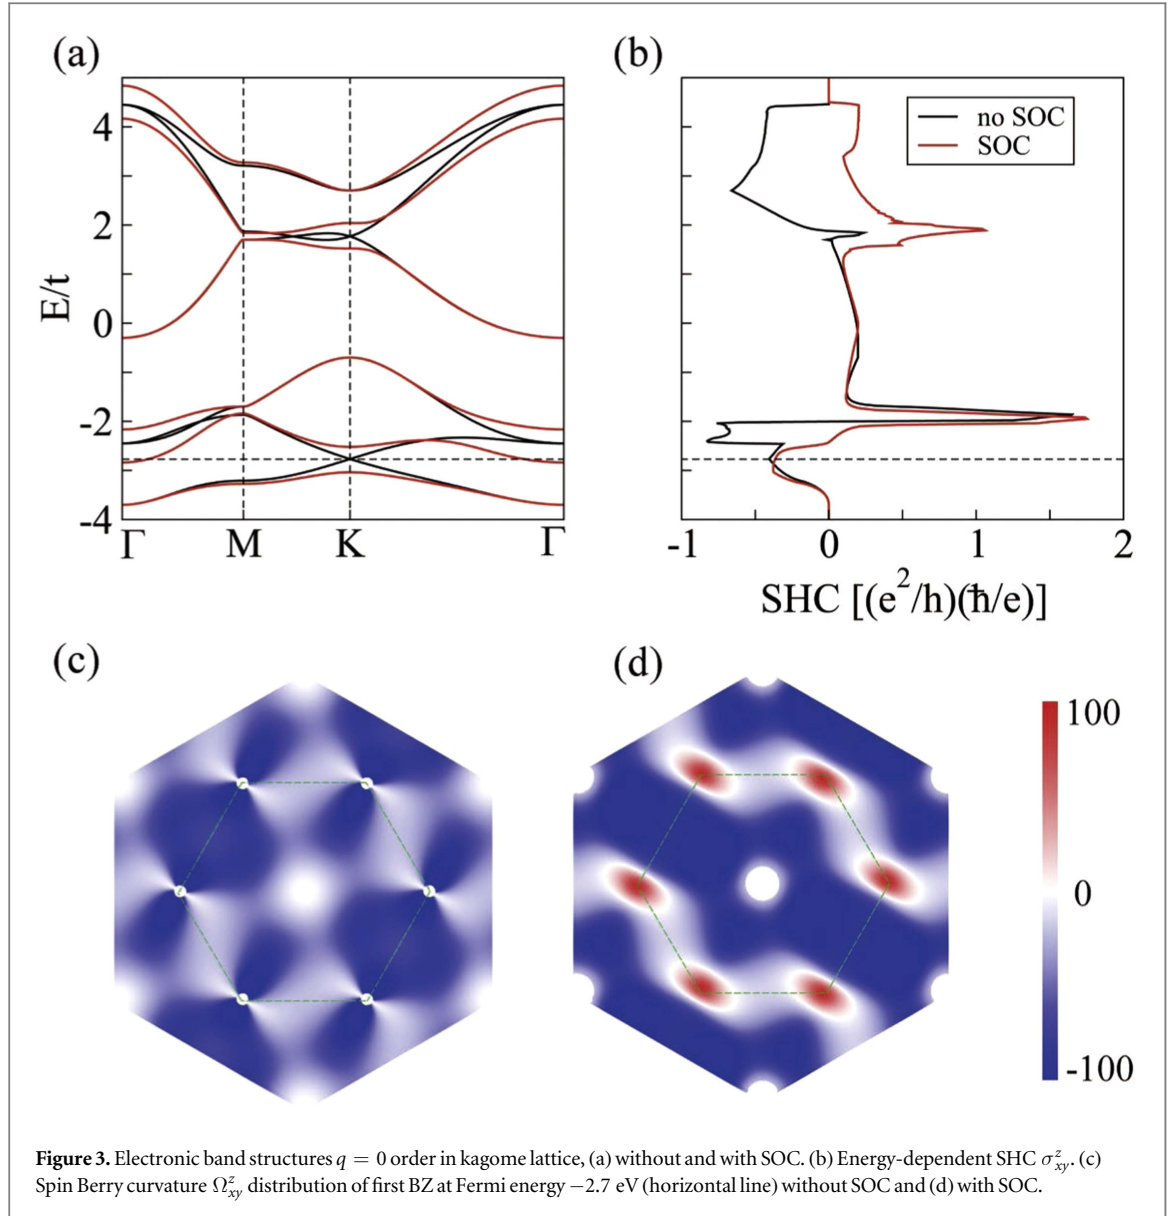 (a)
(b)
4
2
0
-2
-4
E/t
Γ
M
K
Γ
no SOC
SOC
-1
0
1
2
SHC [(e²/h)(ħ/e)]
(c)
(d)
100
0
-100
Figure 3. Electronic band structures q = 0 order in kagome lattice, (a) without and with SOC. (b) Energy-dependent SHC σ^z_xy. (c)
Spin Berry curvature Ω^z_xy distribution of first BZ at Fermi energy −2.7 eV (horizontal line) without SOC and (d) with SOC.